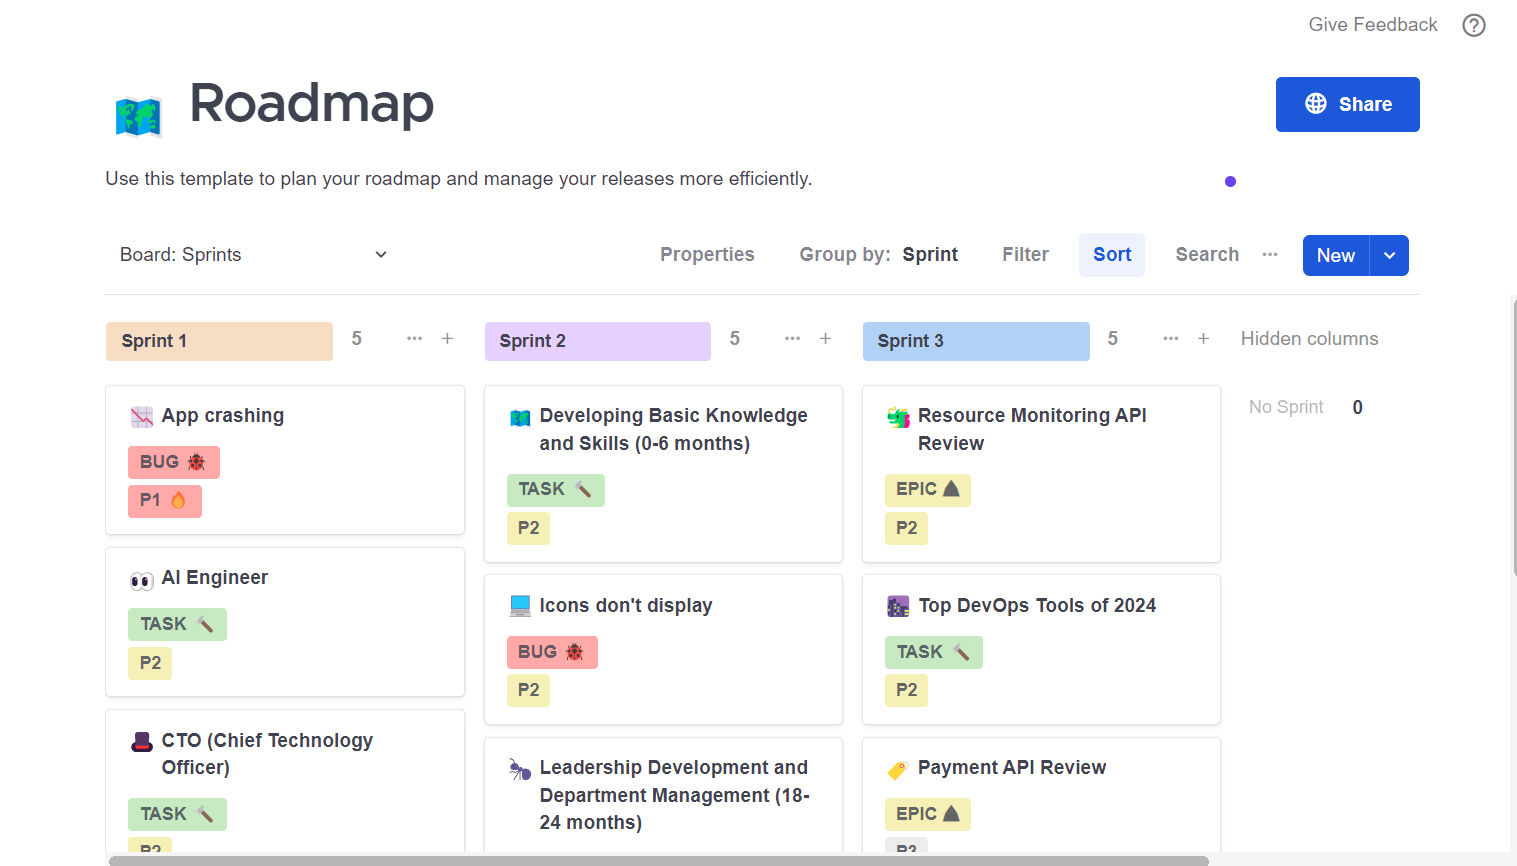 Give Feedback
Roadmap
Share
Use this template to plan your roadmap and manage your releases more efficiently.
Board: Sprints
Properties
Group by: Sprint
Filter
Sort
Search
New
Sprint 1 5
Sprint 2 5
Sprint 3 5
Hidden columns
No Sprint 0
App crashing
BUG
P1
AI Engineer
TASK
P2
CTO (Chief Technology
Officer)
TASK
P2
Developing Basic Knowledge
and Skills (0-6 months)
TASK
P2
Icons don't display
BUG
P2
Leadership Development and
Department Management (18-
24 months)
Resource Monitoring API
Review
EPIC
P2
Top DevOps Tools of 2024
TASK
P2
Payment API Review
EPIC
P3